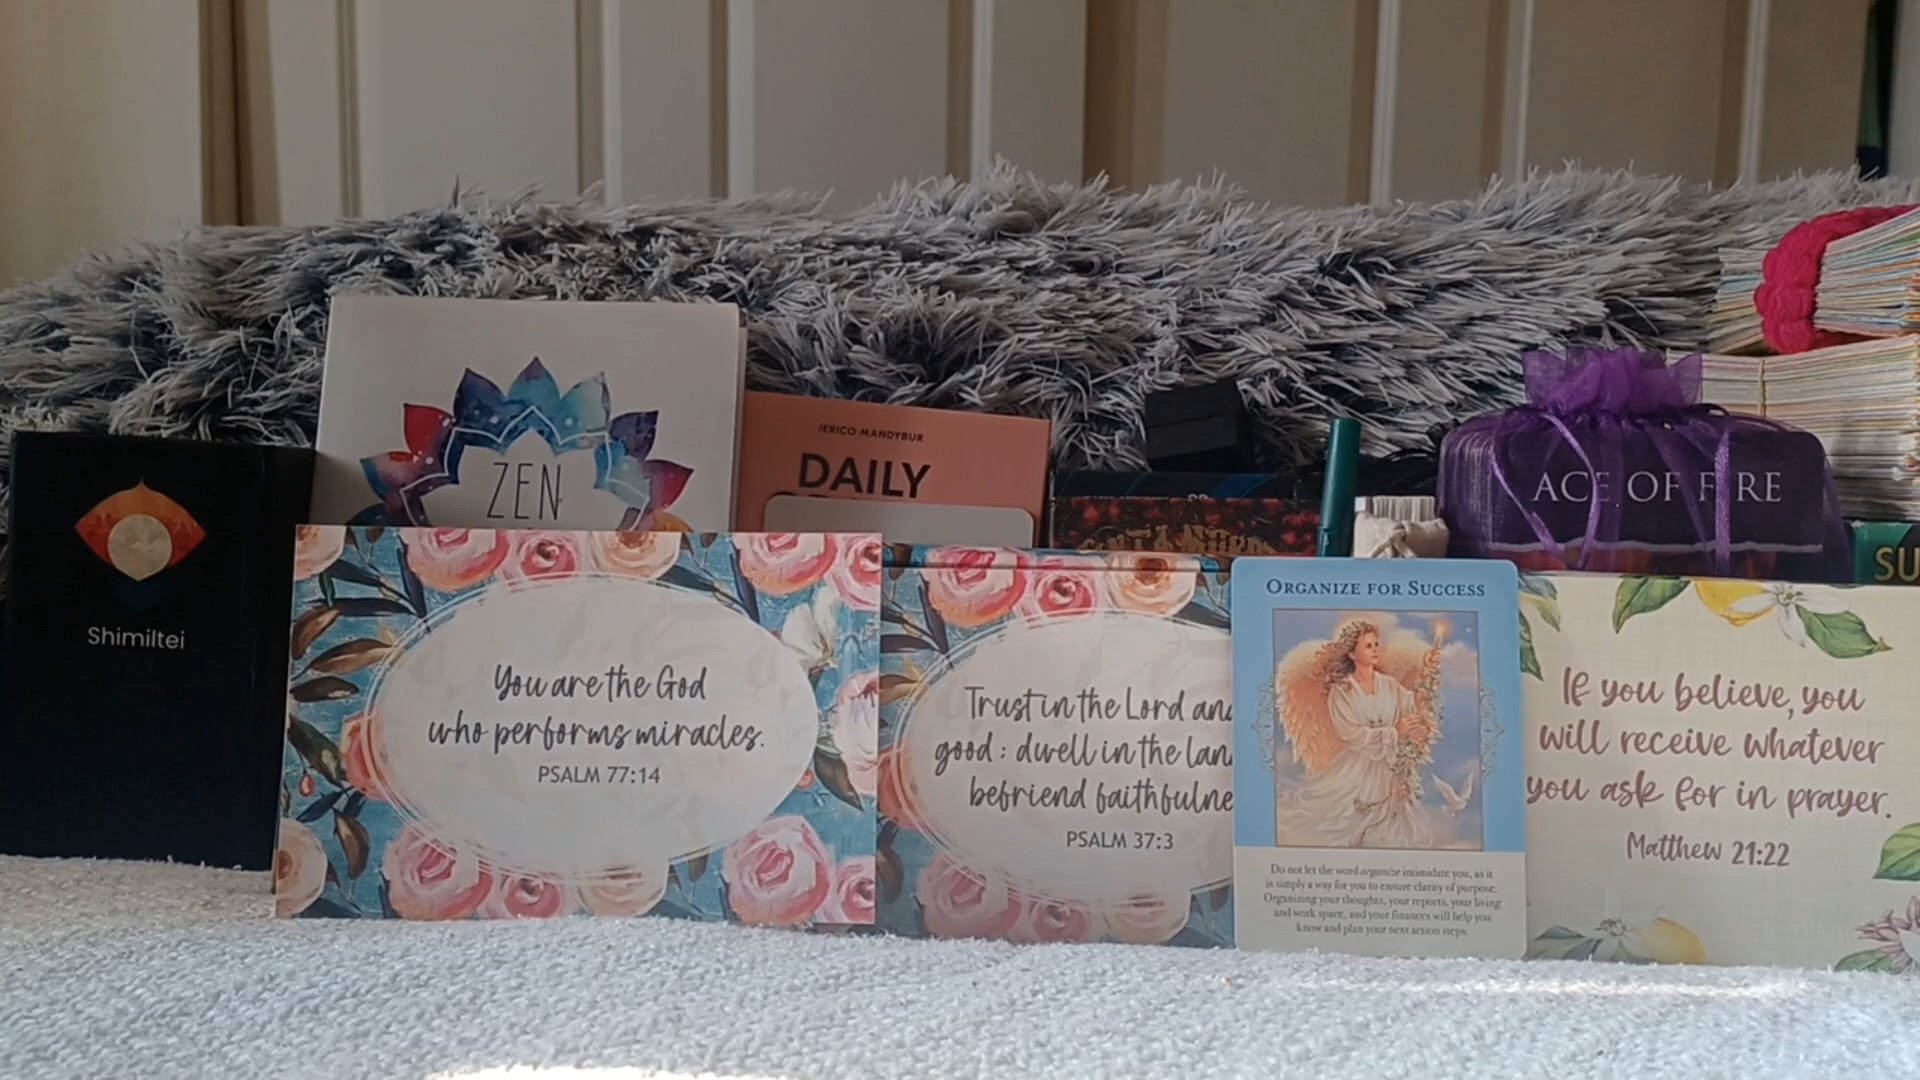 Shimiltei
ZEN
JERICO MANDYBUR
DAILY
ACE OF FIRE
SU
You are the God
who performs miracles.
PSALM 77:14
Trust in the Lord and
good : dwell in the lan
befriend faithfulne
PSALM 37:3
ORGANIZE FOR SUCCESS
Do not let the word organize intimidate you, as it
is simply a way for you to ensure clarity of purpose.
Organizing your thoughts, your reports, your living
and work space, and your finances will help you
know and plan your next action steps.
If you believe, you
will receive whatever
you ask for in prayer.
Matthew 21:22